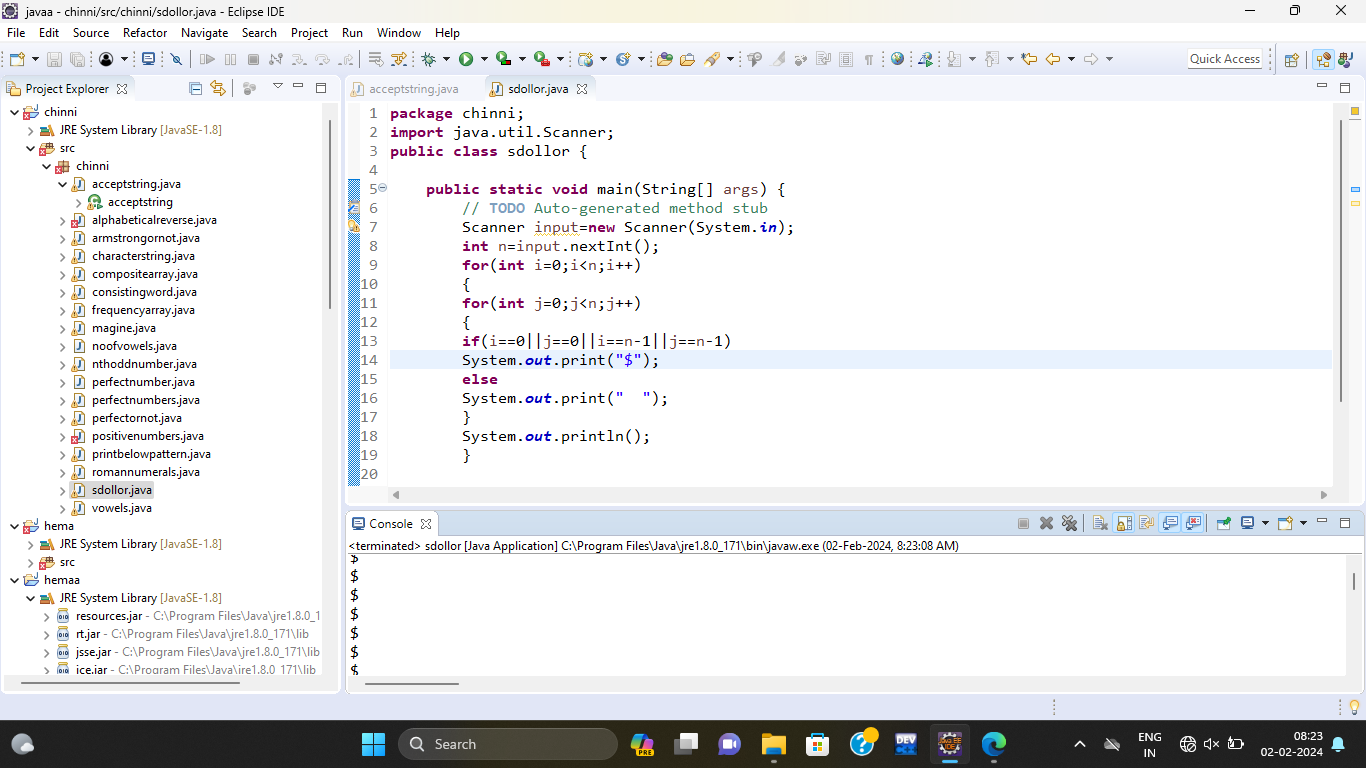 javaa - chinni/src/chinni/sdollor.java - Eclipse IDE
File Edit Source Refactor Navigate Search Project Run Window Help
Quick Access
Project Explorer
chinni
JRE System Library [JavaSE-1.8]
src
chinni
acceptstring.java
acceptstring
alphabeticalreverse.java
armstrongornot.java
characterstring.java
compositearray.java
consistingword.java
frequencyarray.java
magine.java
noofvowels.java
nthoddnumber.java
perfectnumber.java
perfectnumbers.java
perfectornot.java
positivenumbers.java
printbelowpattern.java
romannumerals.java
sdollor.java
vowels.java
hema
JRE System Library [JavaSE-1.8]
src
hemaa
JRE System Library [JavaSE-1.8]
resources.jar - C:\Program Files\Java\jre1.8.0_1
rt.jar - C:\Program Files\Java\jre1.8.0_171\lib
jsse.jar - C:\Program Files\Java\jre1.8.0_171\lib
ice.jar - C:\Program Files\Java\jre1.8.0_171\lib
acceptstring.java sdollor.java
1 package chinni;
2 import java.util.Scanner;
3 public class sdollor {
4
5 public static void main(String[] args) {
6 // TODO Auto-generated method stub
7 Scanner input=new Scanner(System.in);
8 int n=input.nextInt();
9 for(int i=0;i<n;i++)
10 {
11 for(int j=0;j<n;j++)
12 {
13 if(i==0||j==0||i==n-1||j==n-1)
14 System.out.print("$");
15 else
16 System.out.print("  ");
17 }
18 System.out.println();
19 }
20
Console
<terminated> sdollor [Java Application] C:\Program Files\Java\jre1.8.0_171\bin\javaw.exe (02-Feb-2024, 8:23:08 AM)
$
$
$
$
$
$
$
Search
PRE
DEV
Java EE
IDE
ENG
IN
08:23
02-02-2024